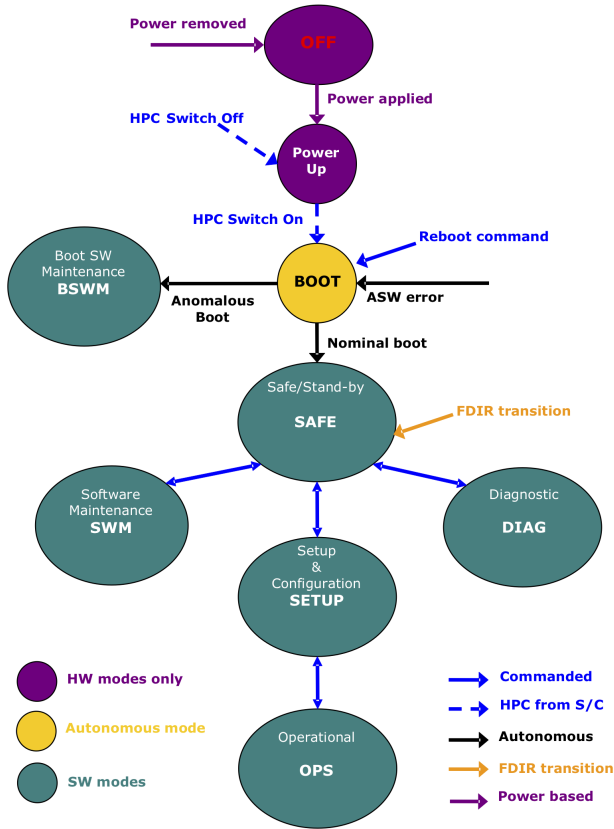 Power removed
OFF
Power applied
HPC Switch Off
Power
Up
HPC Switch On
Reboot command
Boot SW
Maintenance
BSWM
BOOT
Anomalous
Boot
ASW error
Nominal boot
Safe/Stand-by
SAFE
FDIR transition
Software
Maintenance
SWM
Diagnostic
DIAG
Setup
&
Configuration
SETUP
Operational
OPS
HW modes only
Autonomous mode
SW modes
Commanded
HPC from S/C
Autonomous
FDIR transition
Power based